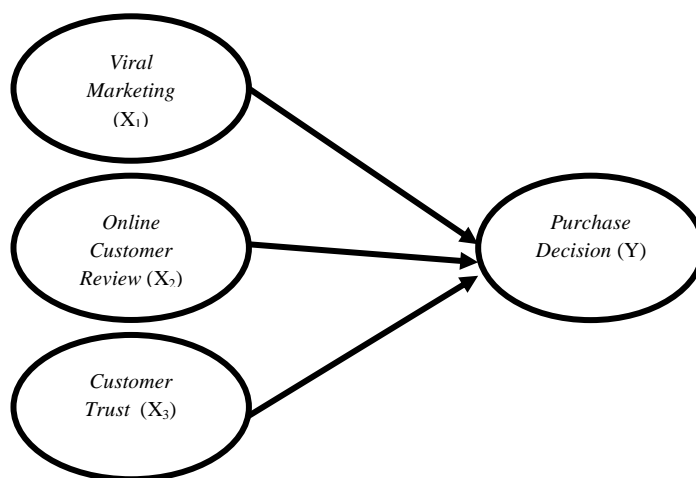 Viral
Marketing
(X₁)
Online
Customer
Review (X₂)
Customer
Trust (X₃)
Purchase
Decision (Y)